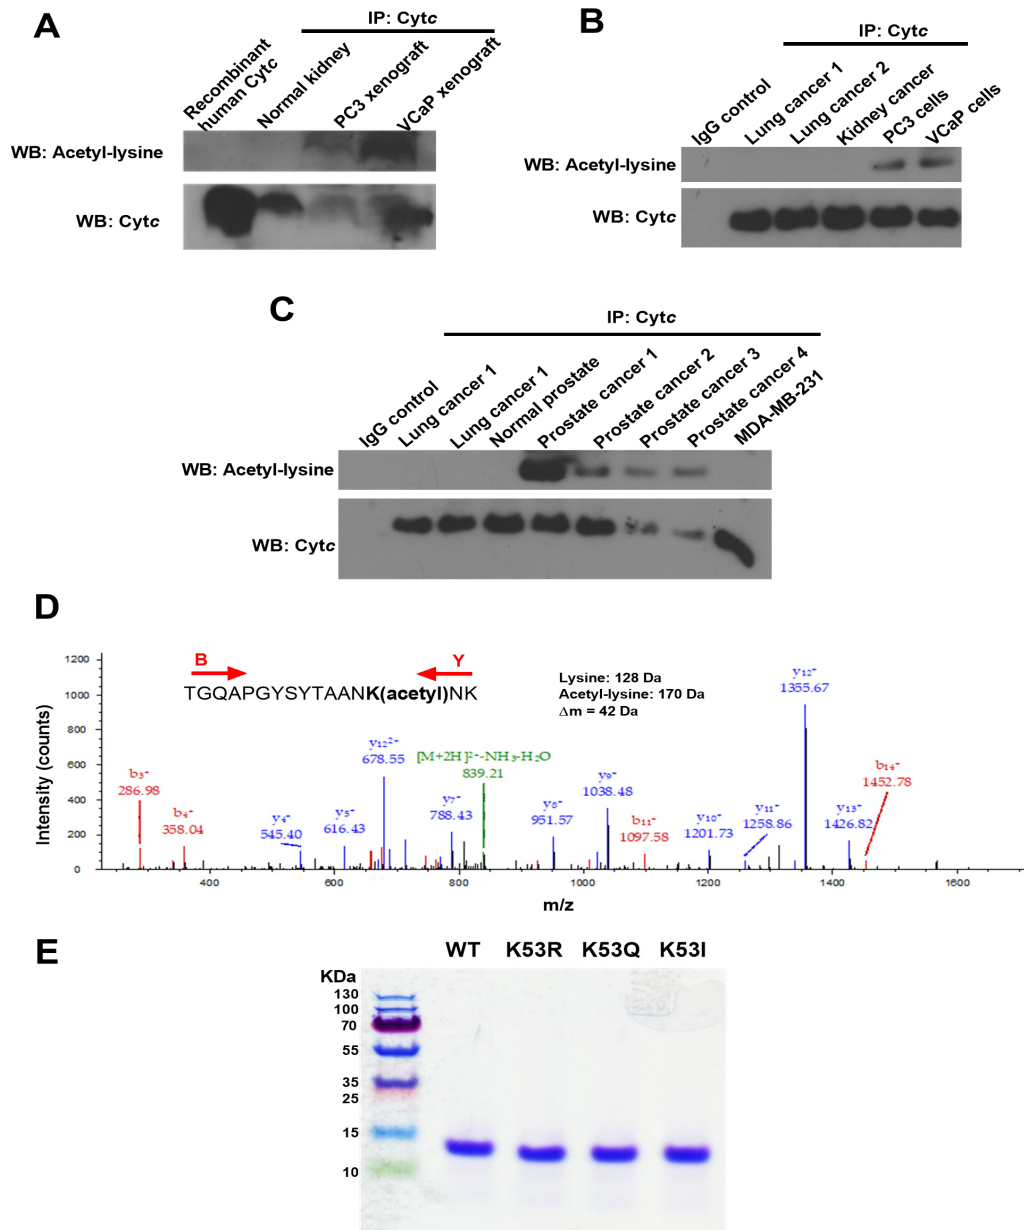 A
IP: Cytc
Recombinant
human Cytc
Normal kidney
PC3 xenograft
VCaP xenograft
WB: Acetyl-lysine
WB: Cytc
B
IP: Cytc
IgG control
Lung cancer 1
Lung cancer 2
Kidney cancer
PC3 cells
VCaP cells
WB: Acetyl-lysine
WB: Cytc
C
IP: Cytc
IgG control
Lung cancer 1
Lung cancer 1
Normal prostate
Prostate cancer 1
Prostate cancer 2
Prostate cancer 3
Prostate cancer 4
MDA-MB-231
WB: Acetyl-lysine
WB: Cytc
D
Intensity (counts)
1200
1000
800
600
400
200
0
B
Y
TGQAPGYSYTAANK(acetyl)NK
Lysine: 128 Da
Acetyl-lysine: 170 Da
Δm = 42 Da
b₃⁺
286.98
b₄⁺
358.04
y₄⁺
545.40
y₅⁺
616.43
y₁₂²⁺
678.55
y₇⁺
788.43
[M+2H]²⁺-NH₃-H₂O
839.21
y₈⁺
951.57
y₉⁺
1038.48
b₁₁⁺
1097.58
y₁₀⁺
1201.73
y₁₁⁺
1258.86
y₁₂⁺
1355.67
y₁₃⁺
1426.82
b₁₄⁺
1452.78
400
600
800
1000
1200
1400
1600
m/z
E
WT
K53R
K53Q
K53I
KDa
130
100
70
55
35
25
15
10